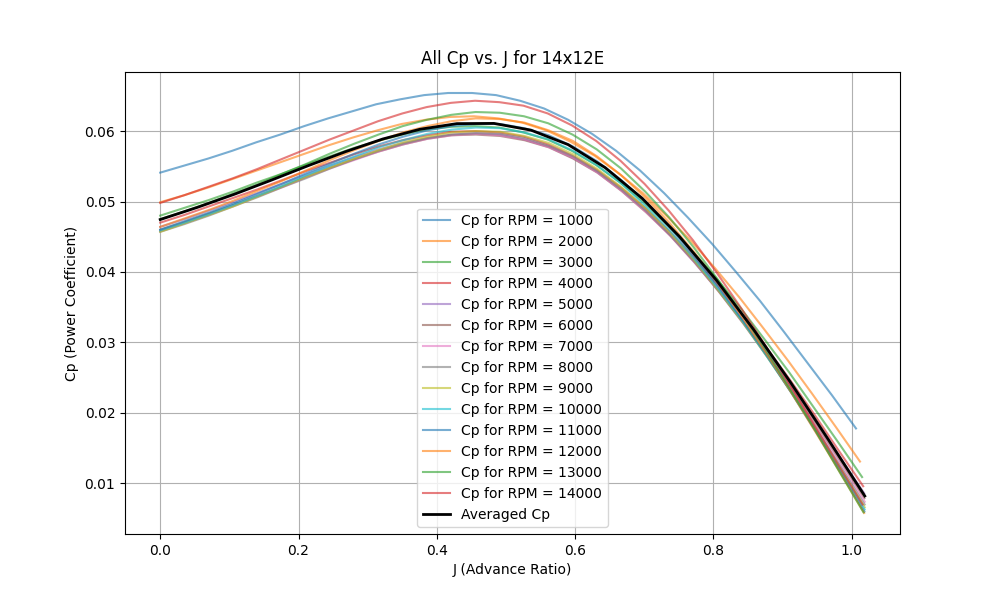 All Cp vs. J for 14x12E
Cp (Power Coefficient)
0.06
0.05
0.04
0.03
0.02
0.01
Cp for RPM = 1000
Cp for RPM = 2000
Cp for RPM = 3000
Cp for RPM = 4000
Cp for RPM = 5000
Cp for RPM = 6000
Cp for RPM = 7000
Cp for RPM = 8000
Cp for RPM = 9000
Cp for RPM = 10000
Cp for RPM = 11000
Cp for RPM = 12000
Cp for RPM = 13000
Cp for RPM = 14000
Averaged Cp
0.0 0.2 0.4 0.6 0.8 1.0
J (Advance Ratio)